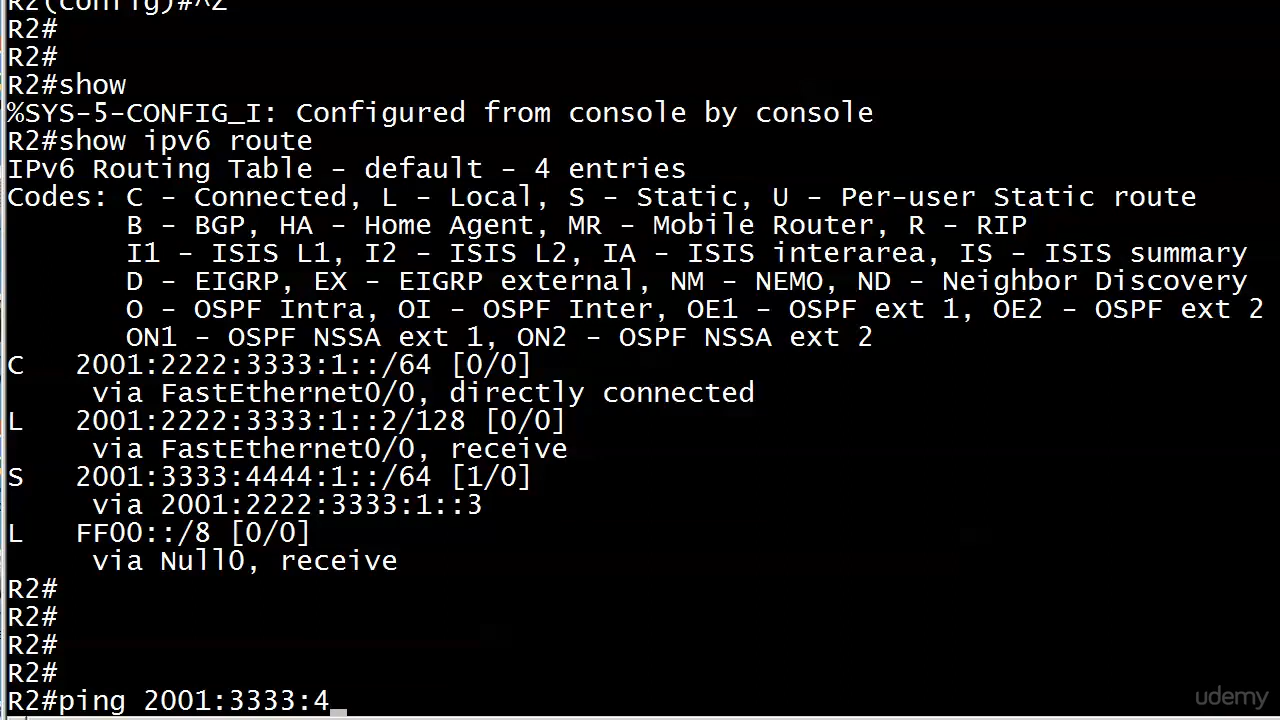 R2(config)#^Z
R2#
R2#
R2#show
%SYS-5-CONFIG_I: Configured from console by console
R2#show ipv6 route
IPv6 Routing Table - default - 4 entries
Codes: C - Connected, L - Local, S - Static, U - Per-user Static route
       B - BGP, HA - Home Agent, MR - Mobile Router, R - RIP
       I1 - ISIS L1, I2 - ISIS L2, IA - ISIS interarea, IS - ISIS summary
       D - EIGRP, EX - EIGRP external, NM - NEMO, ND - Neighbor Discovery
       O - OSPF Intra, OI - OSPF Inter, OE1 - OSPF ext 1, OE2 - OSPF ext 2
       ON1 - OSPF NSSA ext 1, ON2 - OSPF NSSA ext 2
C   2001:2222:3333:1::/64 [0/0]
     via FastEthernet0/0, directly connected
L   2001:2222:3333:1::2/128 [0/0]
     via FastEthernet0/0, receive
S   2001:3333:4444:1::/64 [1/0]
     via 2001:2222:3333:1::3
L   FF00::/8 [0/0]
     via Null0, receive
R2#
R2#
R2#
R2#
R2#ping 2001:3333:4
udemy